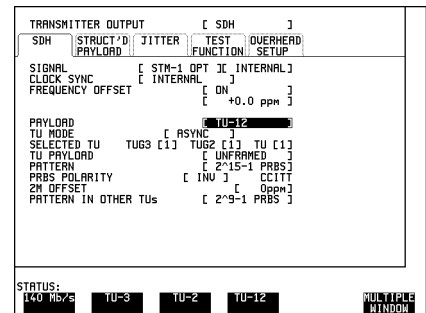 TRANSMITTER OUTPUT [ SDH ]
SDH STRUCT'D PAYLOAD JITTER TEST FUNCTION OVERHEAD SETUP
SIGNAL [ STM-1 OPT ][ INTERNAL]
CLOCK SYNC [ INTERNAL ]
FREQUENCY OFFSET [ ON ]
[ +0.0 ppm ]
PAYLOAD [ TU-12 ]
TU MODE [ ASYNC ]
SELECTED TU TUG3 [1] TUG2 [1] TU [1]
TU PAYLOAD [ UNFRAMED ]
PATTERN [ 2^15-1 PRBS]
PRBS POLARITY [ INV ] CCITT
2M OFFSET [ 0ppm]
PATTERN IN OTHER TUs [ 2^9-1 PRBS ]
STATUS:
140 Mb/s TU-3 TU-2 TU-12 MULTIPLE WINDOW